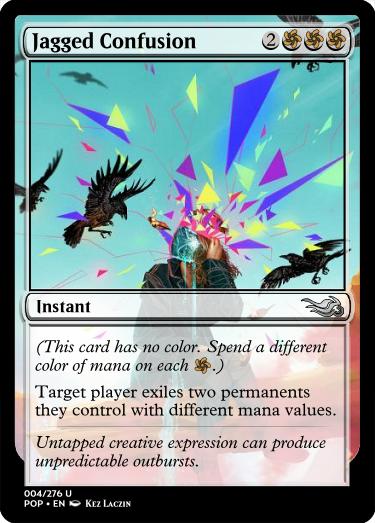 Jagged Confusion 2
Instant
(This card has no color. Spend a different
color of mana on each .)
Target player exiles two permanents
they control with different mana values.
Untapped creative expression can produce
unpredictable outbursts.
004/276 U
POP • EN Kez Laczin